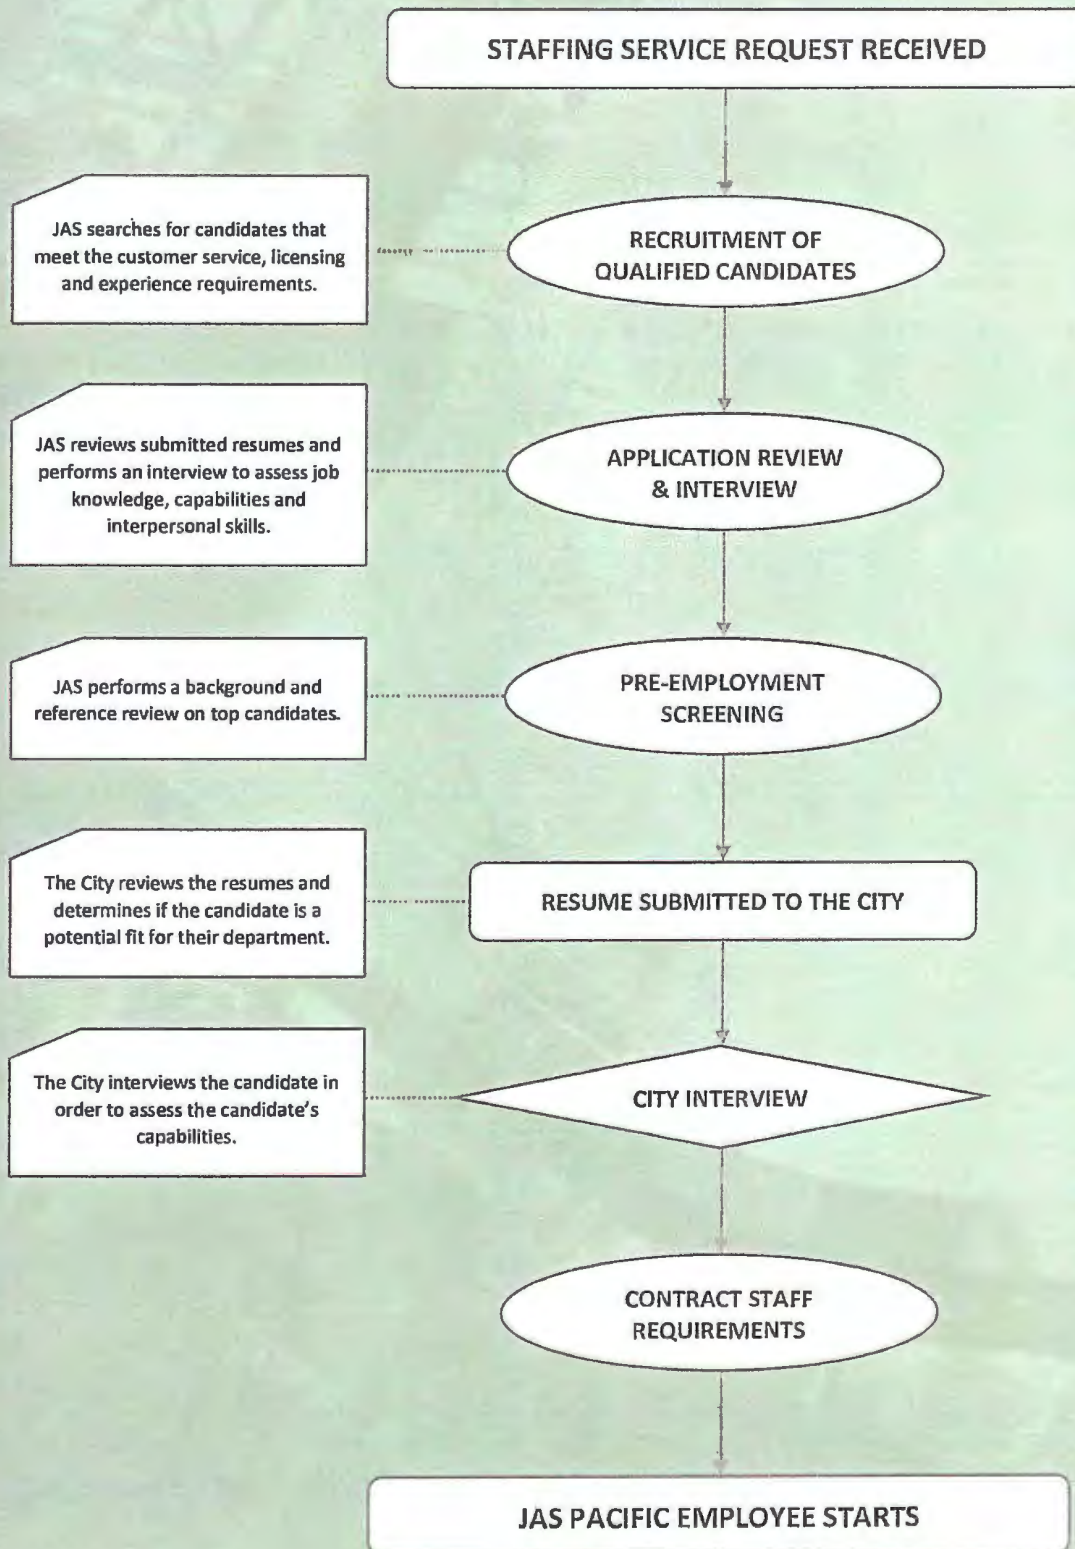 STAFFING SERVICE REQUEST RECEIVED
JAS searches for candidates that
meet the customer service, licensing
and experience requirements.
RECRUITMENT OF
QUALIFIED CANDIDATES
JAS reviews submitted resumes and
performs an interview to assess job
knowledge, capabilities and
interpersonal skills.
APPLICATION REVIEW
& INTERVIEW
JAS performs a background and
reference review on top candidates.
PRE-EMPLOYMENT
SCREENING
The City reviews the resumes and
determines if the candidate is a
potential fit for their department.
RESUME SUBMITTED TO THE CITY
The City interviews the candidate in
order to assess the candidate's
capabilities.
CITY INTERVIEW
CONTRACT STAFF
REQUIREMENTS
JAS PACIFIC EMPLOYEE STARTS